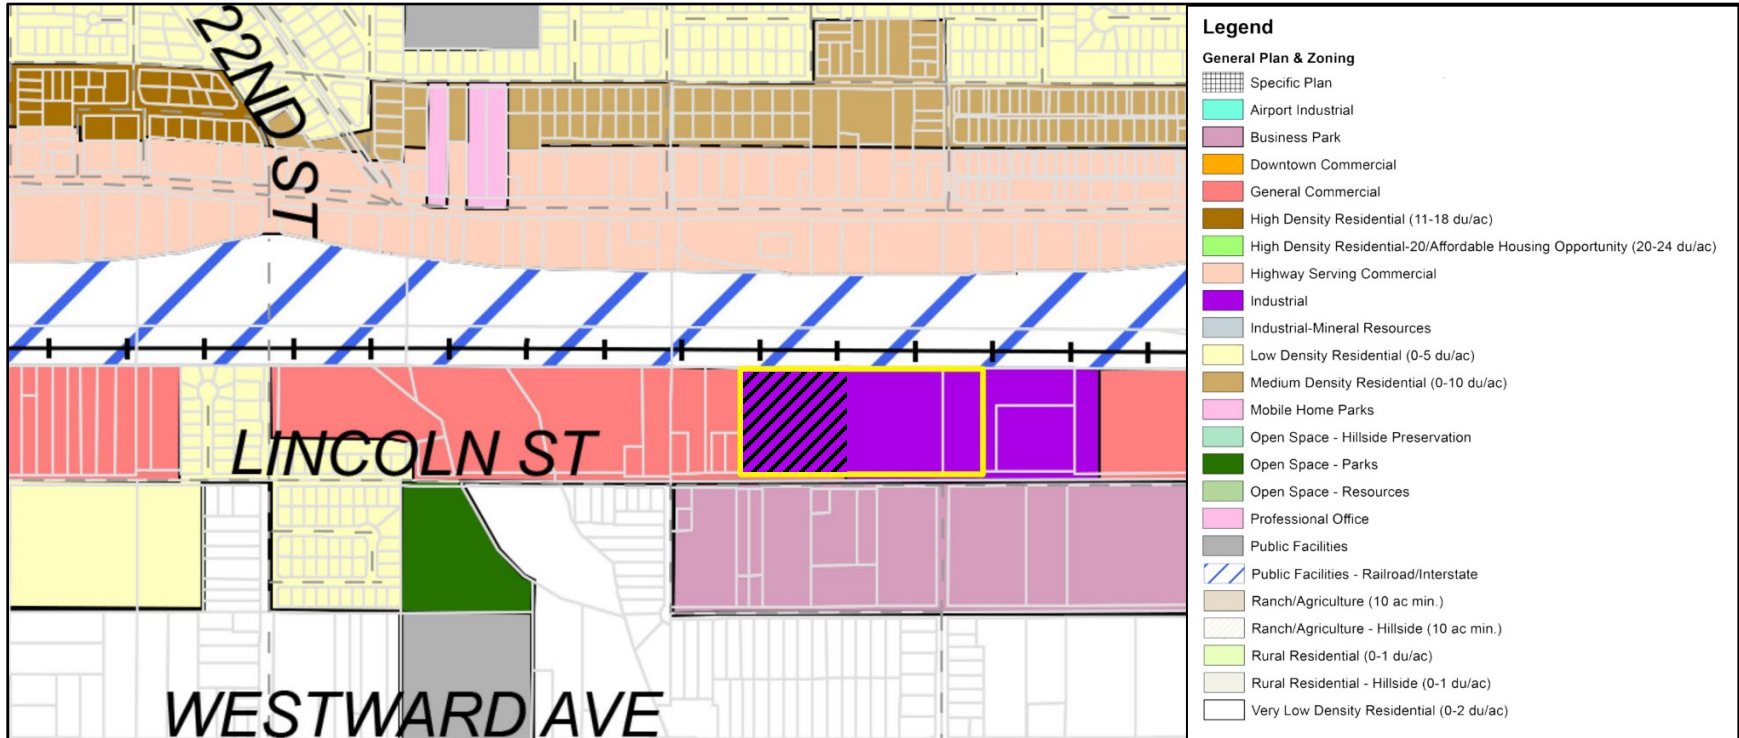 22ND ST
LINCOLN ST
WESTWARD AVE
Legend
General Plan & Zoning
Specific Plan
Airport Industrial
Business Park
Downtown Commercial
General Commercial
High Density Residential (11-18 du/ac)
High Density Residential-20/Affordable Housing Opportunity (20-24 du/ac)
Highway Serving Commercial
Industrial
Industrial-Mineral Resources
Low Density Residential (0-5 du/ac)
Medium Density Residential (0-10 du/ac)
Mobile Home Parks
Open Space - Hillside Preservation
Open Space - Parks
Open Space - Resources
Professional Office
Public Facilities
Public Facilities - Railroad/Interstate
Ranch/Agriculture (10 ac min.)
Ranch/Agriculture - Hillside (10 ac min.)
Rural Residential (0-1 du/ac)
Rural Residential - Hillside (0-1 du/ac)
Very Low Density Residential (0-2 du/ac)